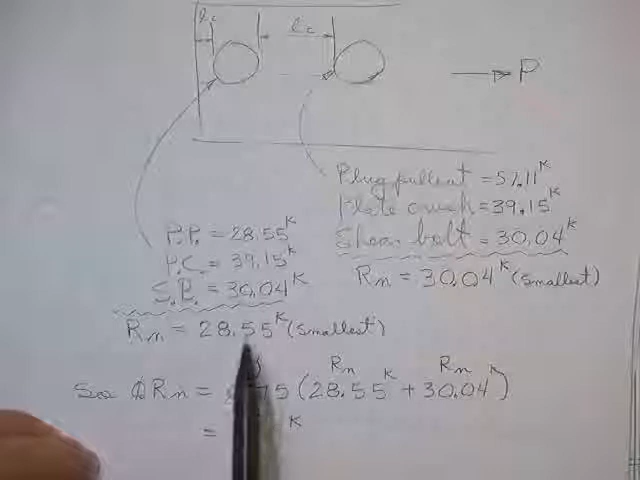 lc
lc
P
Plug pullout = 57.11ᴷ
Plate crush = 39.15ᴷ
Shear bolt = 30.04ᴷ
Rn = 30.04ᴷ (smallest)
P.P. = 28.55ᴷ
P.C. = 39.15ᴷ
S.B. = 30.04ᴷ
Rn = 28.55ᴷ (smallest)
Rn Rn
So ΦRn = 75 (28.55ᴷ + 30.04ᴷ)
= K